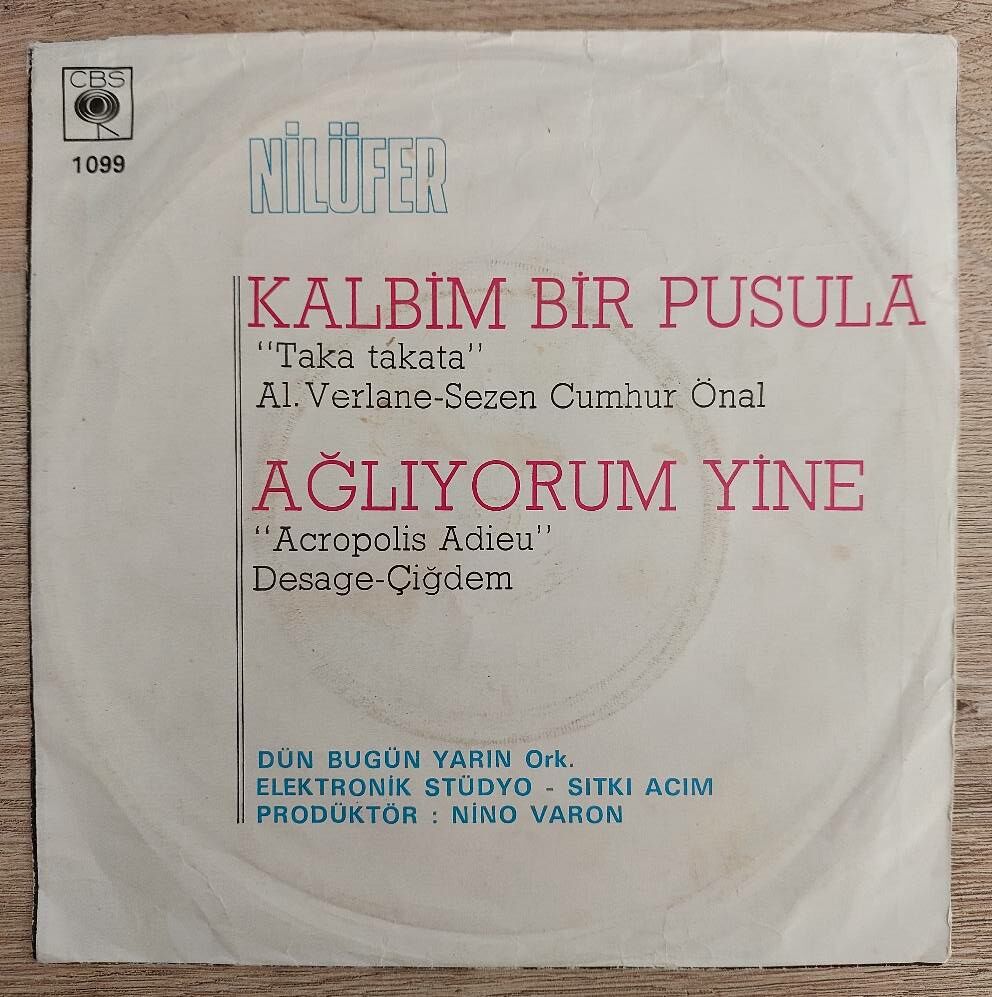 CBS
1099
NİLÜFER
KALBİM BİR PUSULA
"Taka takata"
Al. Verlane-Sezen Cumhur Önal
AĞLIYORUM YİNE
"Acropolis Adieu"
Desage-Çiğdem
DÜN BUGÜN YARIN Ork.
ELEKTRONİK STÜDYO - SITKI ACIM
PRODÜKTÖR : NİNO VARON